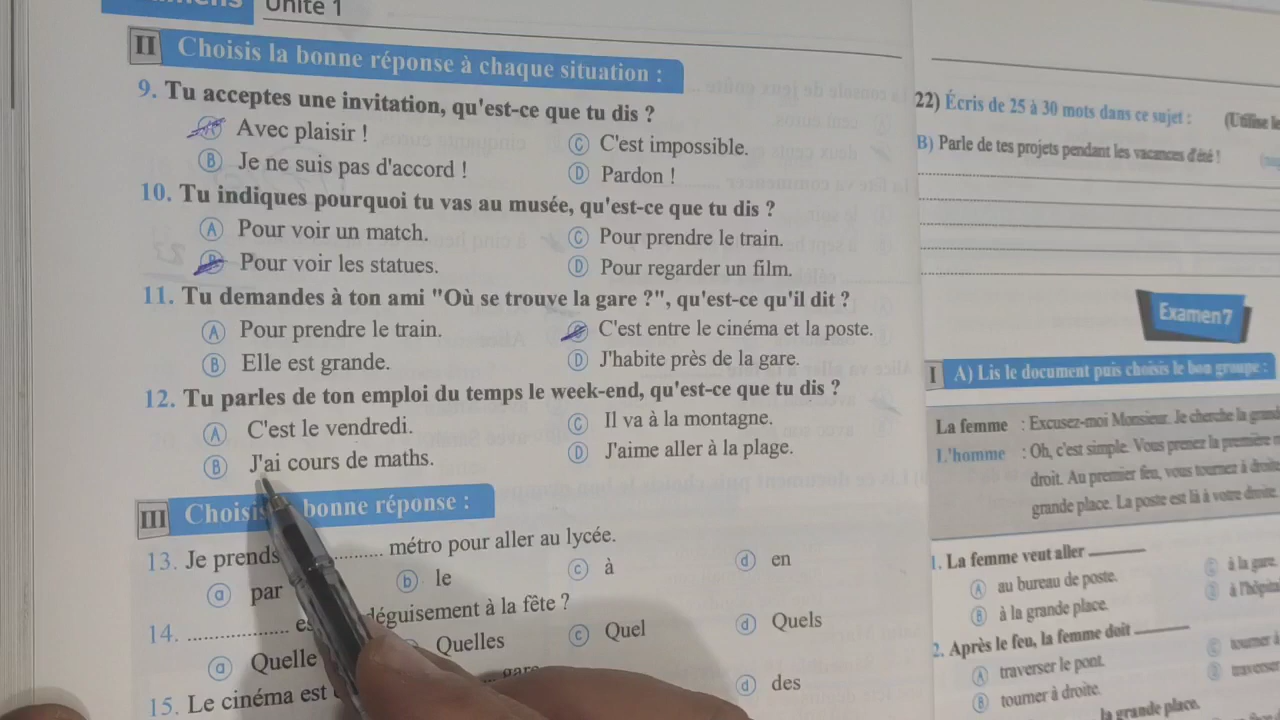 Unité 1
II Choisis la bonne réponse à chaque situation :
9. Tu acceptes une invitation, qu'est-ce que tu dis ?
Avec plaisir !
C C'est impossible.
B Je ne suis pas d'accord !
D Pardon !
10. Tu indiques pourquoi tu vas au musée, qu'est-ce que tu dis ?
A Pour voir un match.
C Pour prendre le train.
B Pour voir les statues.
D Pour regarder un film.
11. Tu demandes à ton ami "Où se trouve la gare ?", qu'est-ce qu'il dit ?
A Pour prendre le train.
C C'est entre le cinéma et la poste.
B Elle est grande.
D J'habite près de la gare.
12. Tu parles de ton emploi du temps le week-end, qu'est-ce que tu dis ?
A C'est le vendredi.
C Il va à la montagne.
B J'ai cours de maths.
D J'aime aller à la plage.
III Choisis bonne réponse :
13. Je prends ............ métro pour aller au lycée.
a par
b le
c à
d en
14. .................... déguisement à la fête ?
a Quelle
Quelles
c Quel
d Quels
15. Le cinéma est
d des
22) Écris de 25 à 30 mots dans ce sujet : (Utilise
B) Parle de tes projets pendant les vacances d'été !
Examen 7
I A) Lis le document puis choisis le bon groupe :
La femme : Excusez-moi Monsieur. Je cherche la
L'homme : Oh, c'est simple. Vous prenez la première
droit. Au premier feu, vous tournez à
grande place. La poste est là à votre droite.
1. La femme veut aller
A au bureau de poste.
à la gare.
B à la grande place.
2. Après le feu, la femme doit
A traverser le pont.
B tourner à droite.
la grande place.